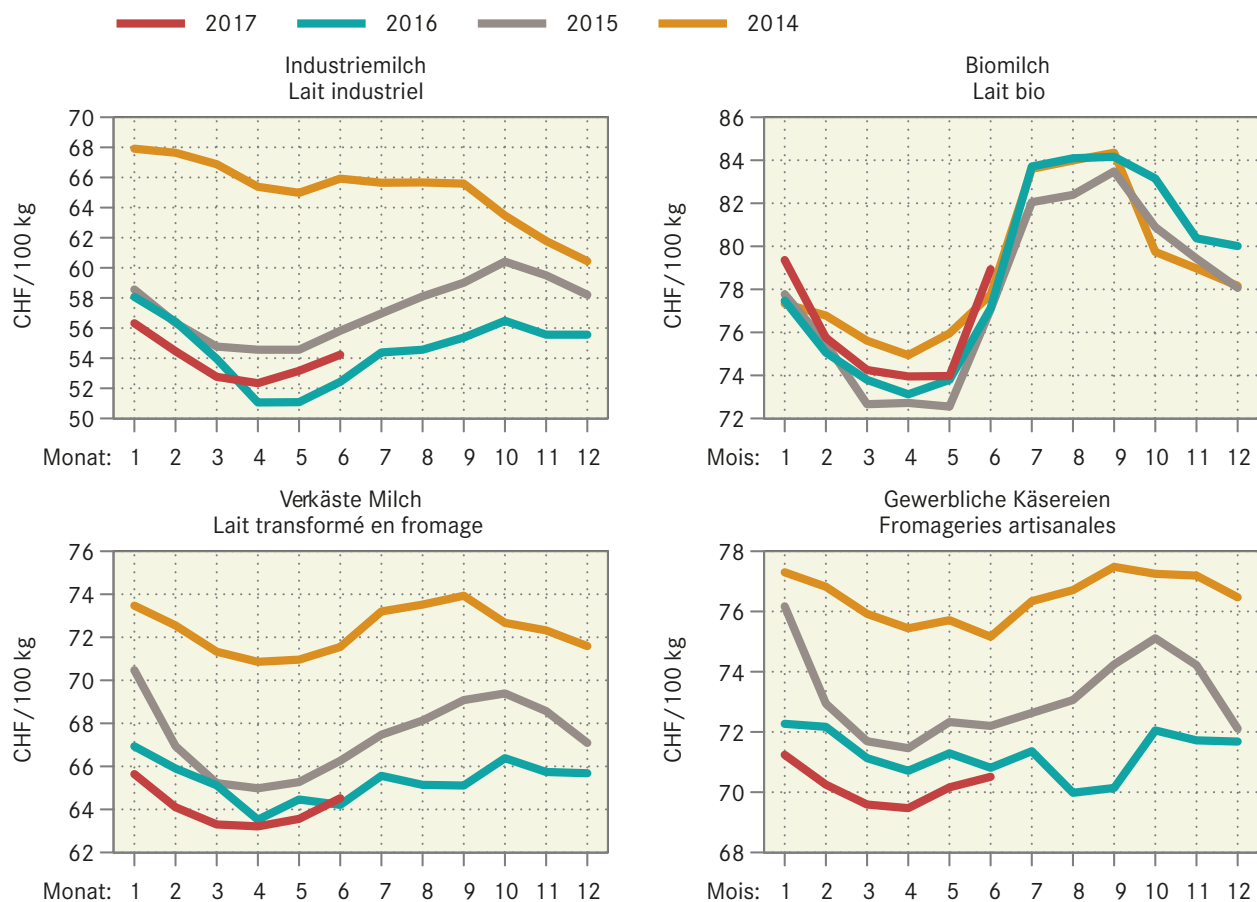 2017 2016 2015 2014
Industriemilch
Lait industriel
CHF/100 kg
70
68
66
64
62
60
58
56
54
52
50
Monat: 1 2 3 4 5 6 7 8 9 10 11 12
Biomilch
Lait bio
CHF/100 kg
86
84
82
80
78
76
74
72
Mois: 1 2 3 4 5 6 7 8 9 10 11 12
Verkäste Milch
Lait transformé en fromage
CHF/100 kg
76
74
72
70
68
66
64
62
Monat: 1 2 3 4 5 6 7 8 9 10 11 12
Gewerbliche Käsereien
Fromageries artisanales
CHF/100 kg
78
76
74
72
70
68
Mois: 1 2 3 4 5 6 7 8 9 10 11 12